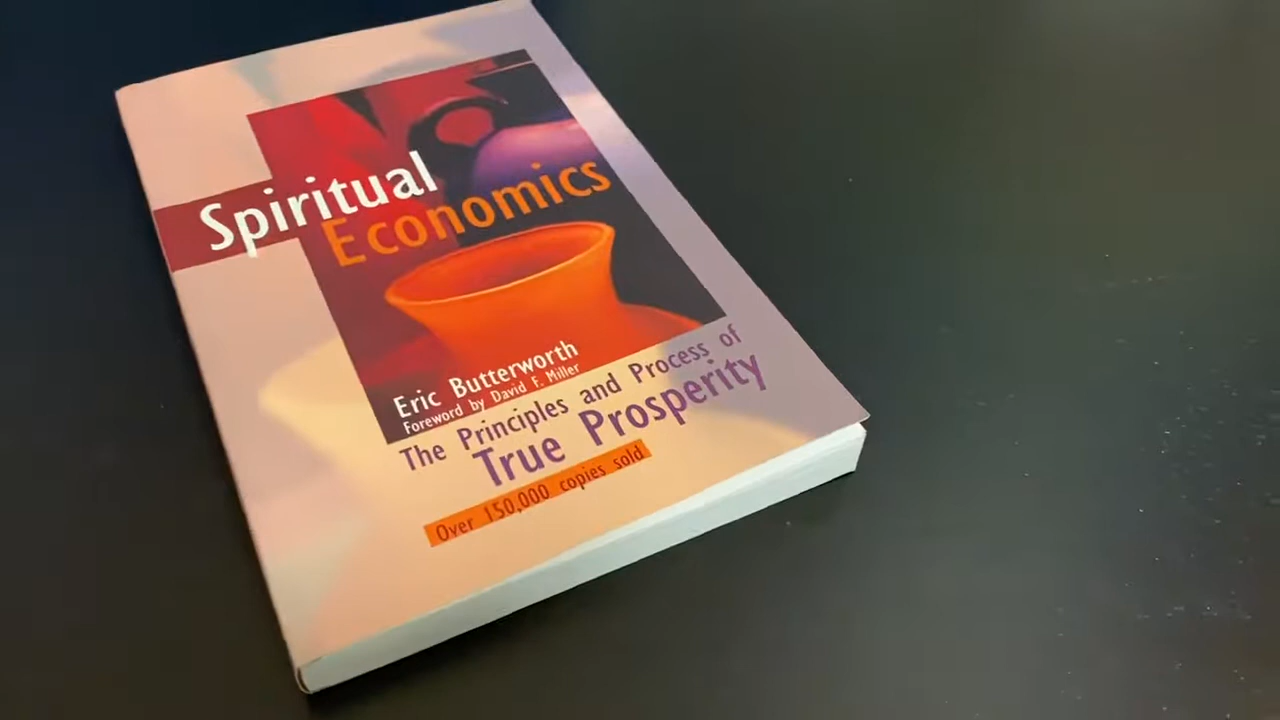 Spiritual
Economics
Eric Butterworth
Foreword by David F. Miller
The Principles and Process of
True Prosperity
Over 150,000 copies sold